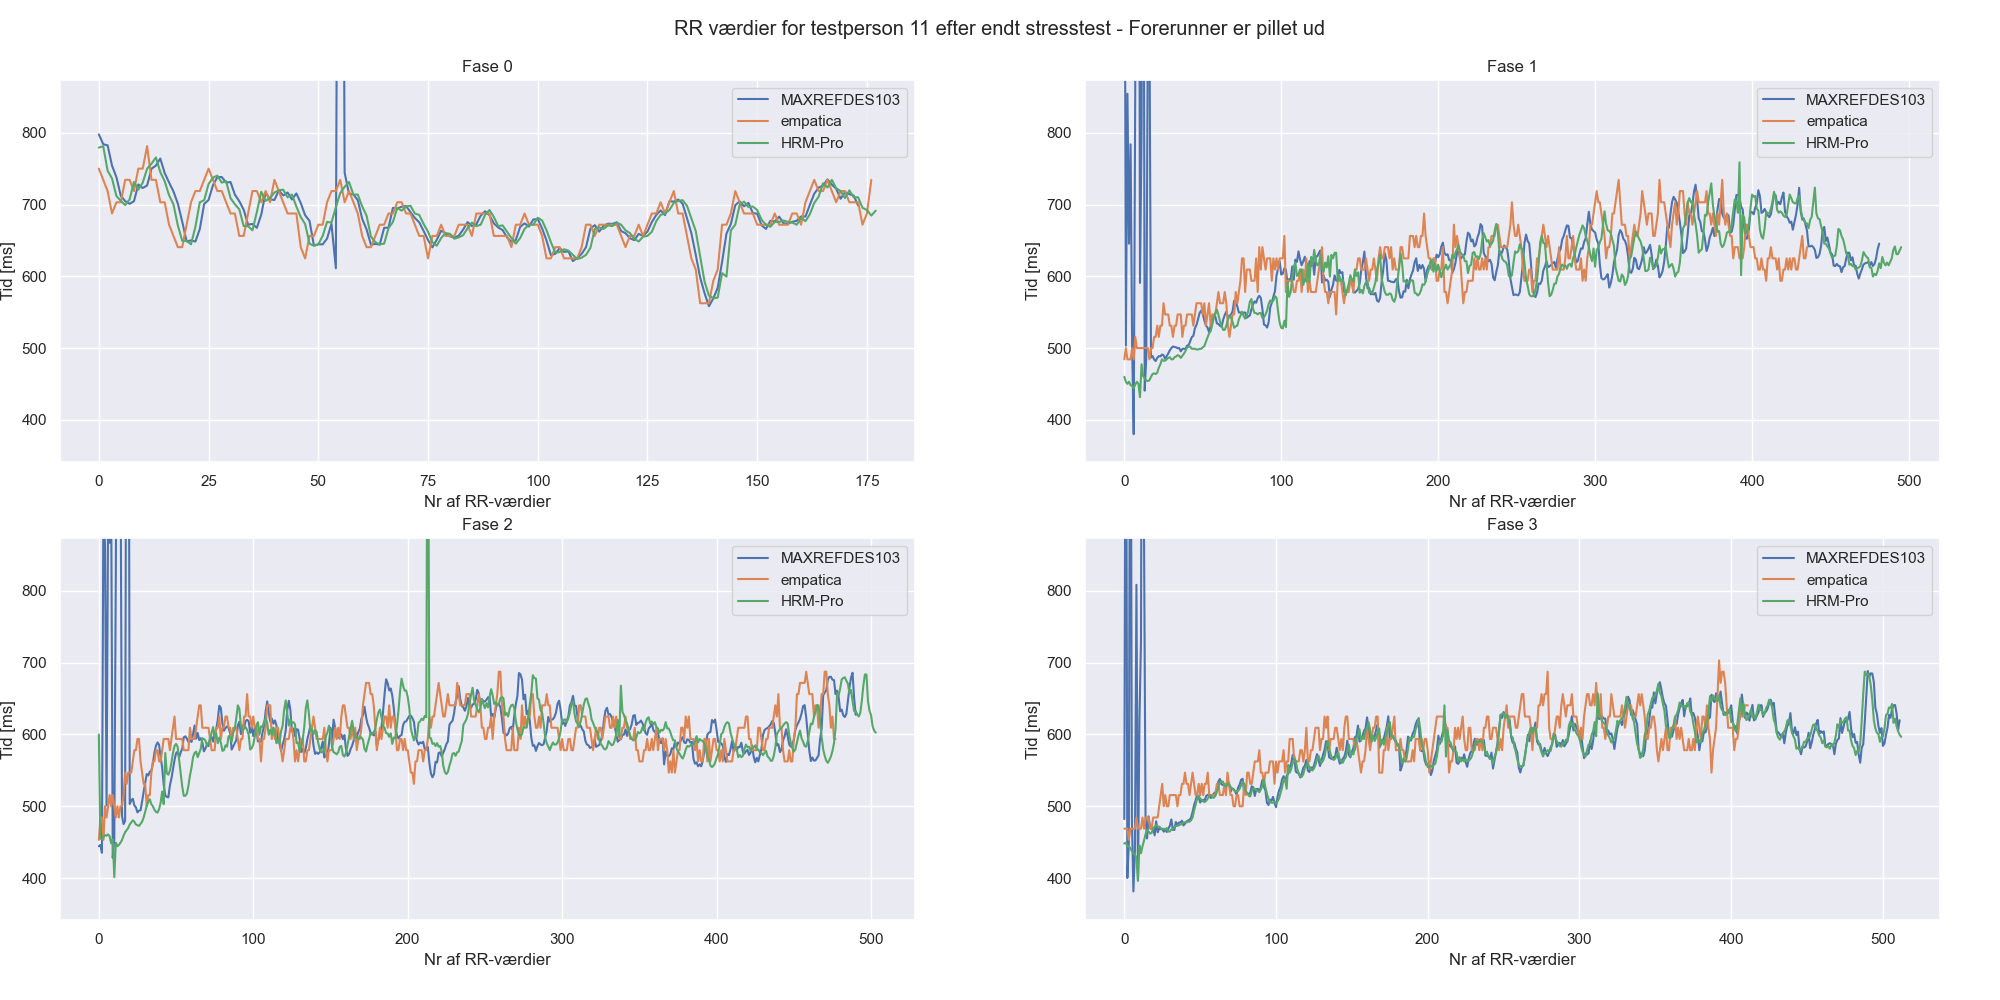 RR værdier for testperson 11 efter endt stresstest - Forerunner er pillet ud
Fase 0
800
700
600
500
400
Tid [ms]
0 25 50 75 100 125 150 175
Nr af RR-værdier
MAXREFDES103
empatica
HRM-Pro
Fase 1
800
700
600
500
400
Tid [ms]
0 100 200 300 400 500
Nr af RR-værdier
MAXREFDES103
empatica
HRM-Pro
Fase 2
800
700
600
500
400
Tid [ms]
0 100 200 300 400 500
Nr af RR-værdier
MAXREFDES103
empatica
HRM-Pro
Fase 3
800
700
600
500
400
Tid [ms]
0 100 200 300 400 500
Nr af RR-værdier
MAXREFDES103
empatica
HRM-Pro